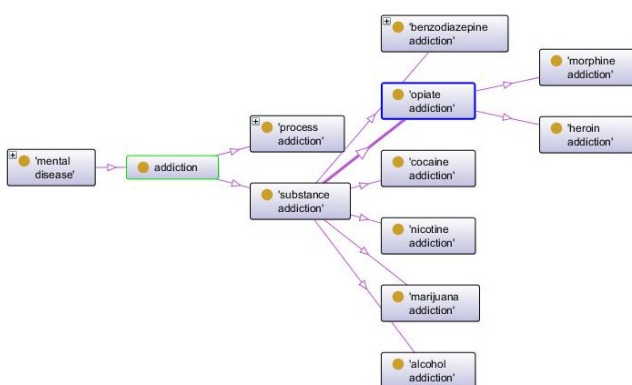 'mental
disease'
addiction
'process
addiction'
'substance
addiction'
'benzodiazepine
addiction'
'opiate
addiction'
'cocaine
addiction'
'nicotine
addiction'
'marijuana
addiction'
'alcohol
addiction'
'morphine
addiction'
'heroin
addiction'